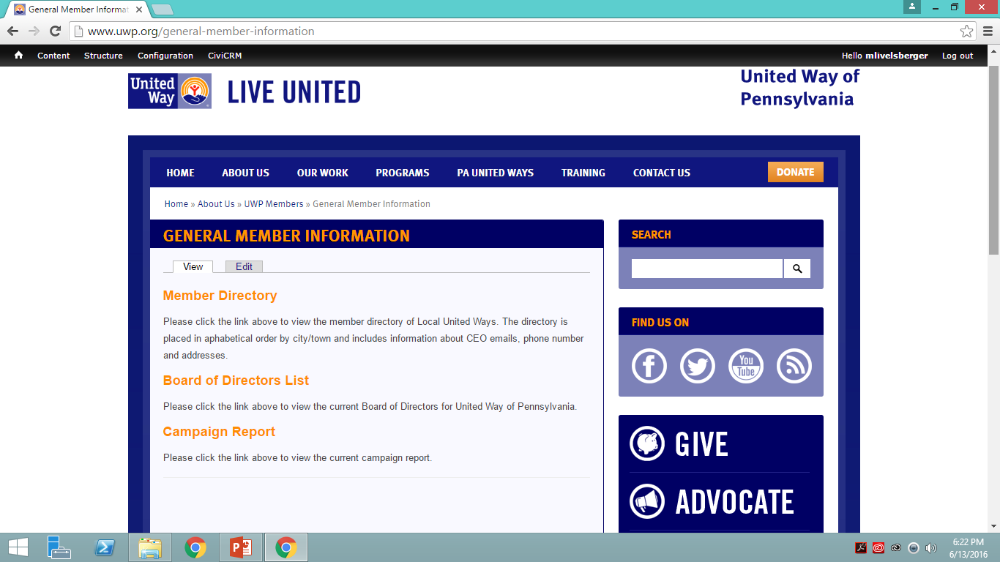 General Member Informat
www.uwp.org/general-member-information
Content Structure Configuration CiviCRM Hello mlivelsberger Log out
United Way
LIVE UNITED
United Way of
Pennsylvania
HOME ABOUT US OUR WORK PROGRAMS PA UNITED WAYS TRAINING CONTACT US DONATE
Home » About Us » UWP Members » General Member Information
GENERAL MEMBER INFORMATION
View Edit
Member Directory
Please click the link above to view the member directory of Local United Ways. The directory is
placed in aphabetical order by city/town and includes information about CEO emails, phone number
and addresses.
Board of Directors List
Please click the link above to view the current Board of Directors for United Way of Pennsylvania.
Campaign Report
Please click the link above to view the current campaign report.
SEARCH
FIND US ON
You
Tube
GIVE
ADVOCATE
6:22 PM
6/13/2016